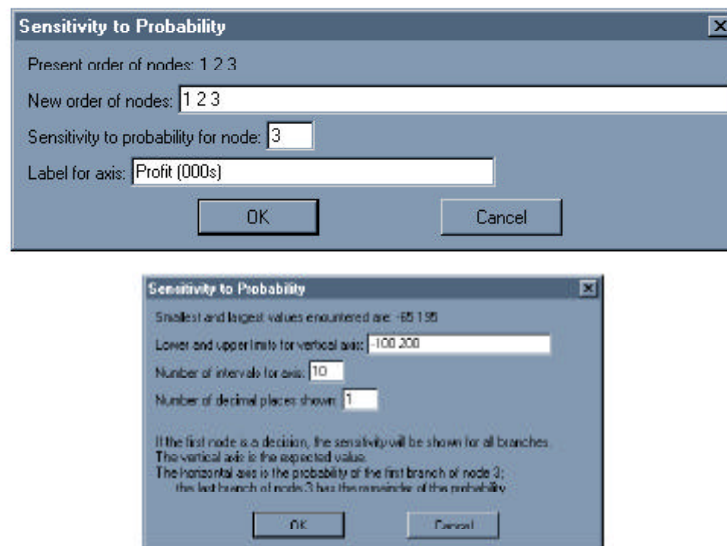 Sensitivity to Probability
Present order of nodes: 1 2 3
New order of nodes: 1 2 3
Sensitivity to probability for node: 3
Label for axis: Profit (000s)
OK Cancel
Sensitivity to Probability
Smallest and largest values encountered are: -65 195
Lower and upper limits for vertical axis: -100 200
Number of intervals for axis: 10
Number of decimal places shown: 1
If the first node is a decision, the sensitivity will be shown for all branches.
The vertical axis is the expected value.
The horizontal axis is the probability of the first branch of node 3;
the last branch of node 3 has the remainder of the probability
OK Cancel